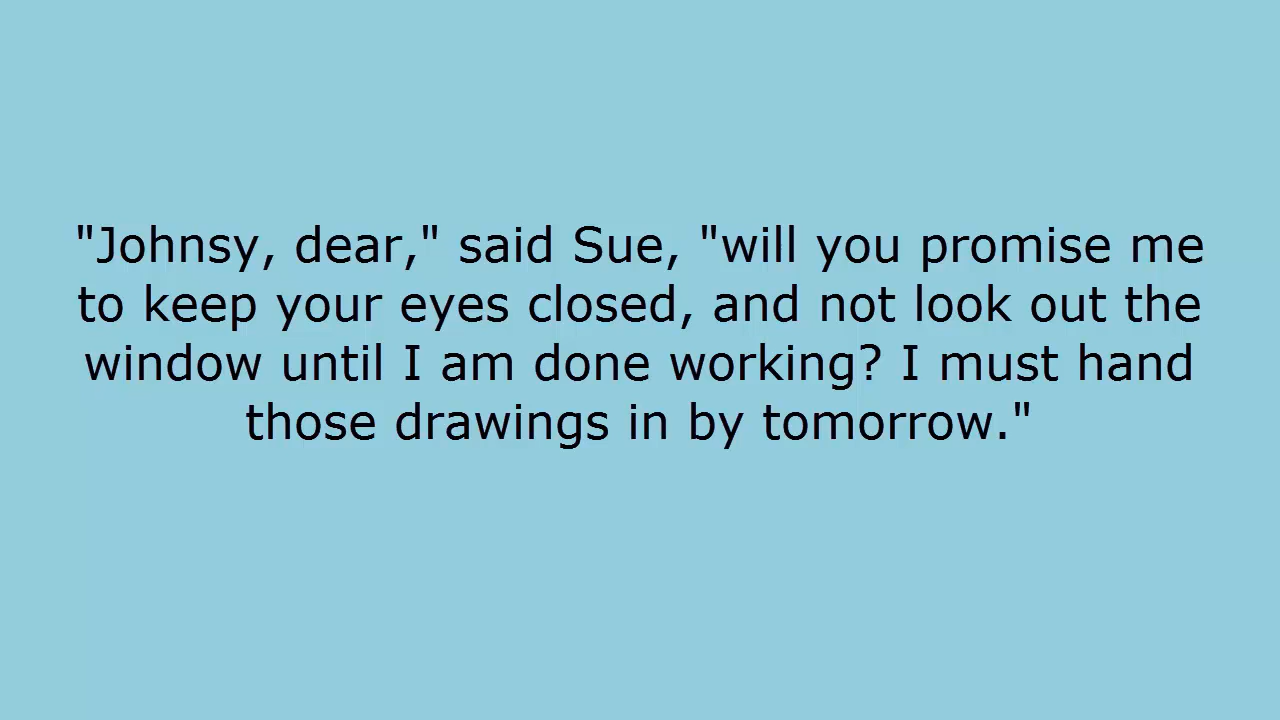 "Johnsy, dear," said Sue, "will you promise me
to keep your eyes closed, and not look out the
window until I am done working? I must hand
those drawings in by tomorrow."